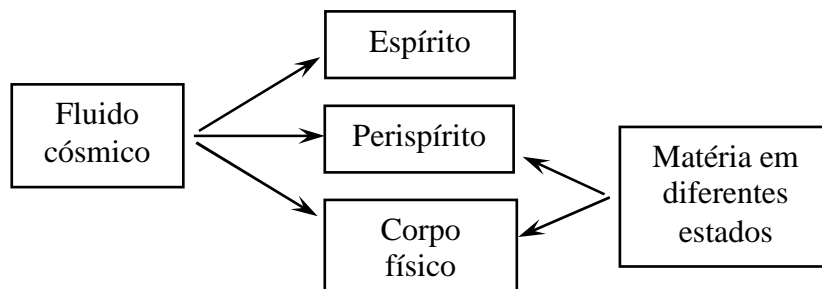 Espírito
Fluido
cósmico
Perispírito
Matéria em
diferentes
estados
Corpo
físico